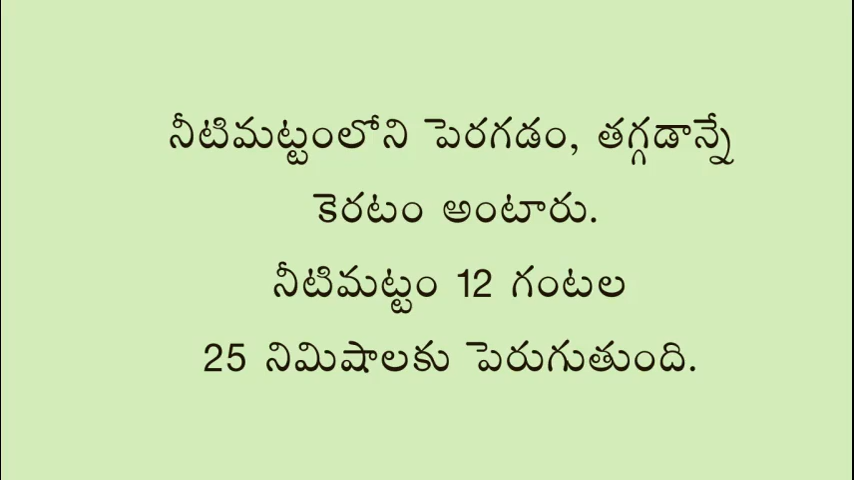 నీటిమట్టంలోని పెరగడం, తగ్గడాన్నే
కెరటం అంటారు.
నీటిమట్టం 12 గంటల
25 నిమిషాలకు పెరుగుతుంది.